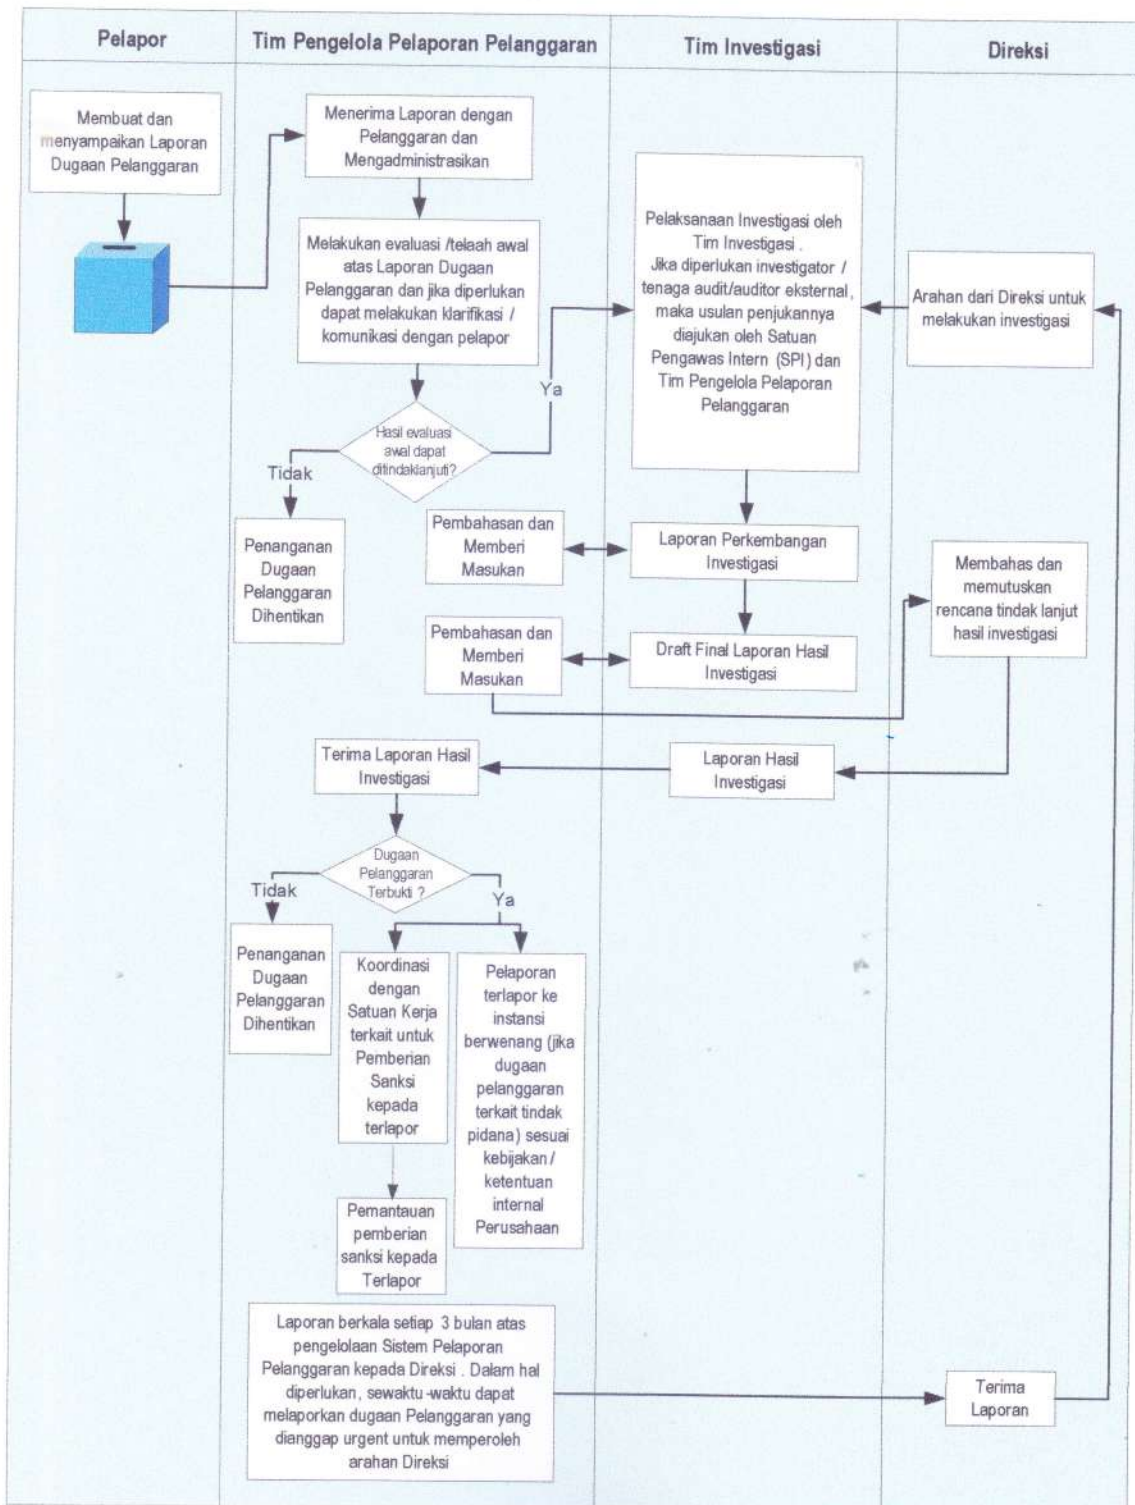 Pelapor
Tim Pengelola Pelaporan Pelanggaran
Tim Investigasi
Direksi
Membuat dan
menyampaikan Laporan
Dugaan Pelanggaran
Menerima Laporan dengan
Pelanggaran dan
Mengadministrasikan
Melakukan evaluasi /telaah awal
atas Laporan Dugaan
Pelanggaran dan jika diperlukan
dapat melakukan klarifikasi /
komunikasi dengan pelapor
Pelaksanaan Investigasi oleh
Tim Investigasi .
Jika diperlukan investigator /
tenaga audit/auditor eksternal,
maka usulan penjukannya
diajukan oleh Satuan
Pengawas Intern (SPI) dan
Tim Pengelola Pelaporan
Pelanggaran
Arahan dari Direksi untuk
melakukan investigasi
Ya
Hasil evaluasi
awal dapat
ditindaklanjuti?
Tidak
Penanganan
Dugaan
Pelanggaran
Dihentikan
Pembahasan dan
Memberi
Masukan
Laporan Perkembangan
Investigasi
Membahas dan
memutuskan
rencana tindak lanjut
hasil investigasi
Pembahasan dan
Memberi
Masukan
Draft Final Laporan Hasil
Investigasi
Terima Laporan Hasil
Investigasi
Laporan Hasil
Investigasi
Dugaan
Pelanggaran
Terbukti ?
Tidak
Ya
Penanganan
Dugaan
Pelanggaran
Dihentikan
Koordinasi
dengan
Satuan Kerja
terkait untuk
Pemberian
Sanksi
kepada
terlapor
Pelaporan
terlapor ke
instansi
berwenang (jika
dugaan
pelanggaran
terkait tindak
pidana) sesuai
kebijakan /
ketentuan
internal
Perusahaan
Pemantauan
pemberian
sanksi kepada
Terlapor
Laporan berkala setiap 3 bulan atas
pengelolaan Sistem Pelaporan
Pelanggaran kepada Direksi . Dalam hal
diperlukan, sewaktu -waktu dapat
melaporkan dugaan Pelanggaran yang
dianggap urgent untuk memperoleh
arahan Direksi
Terima
Laporan